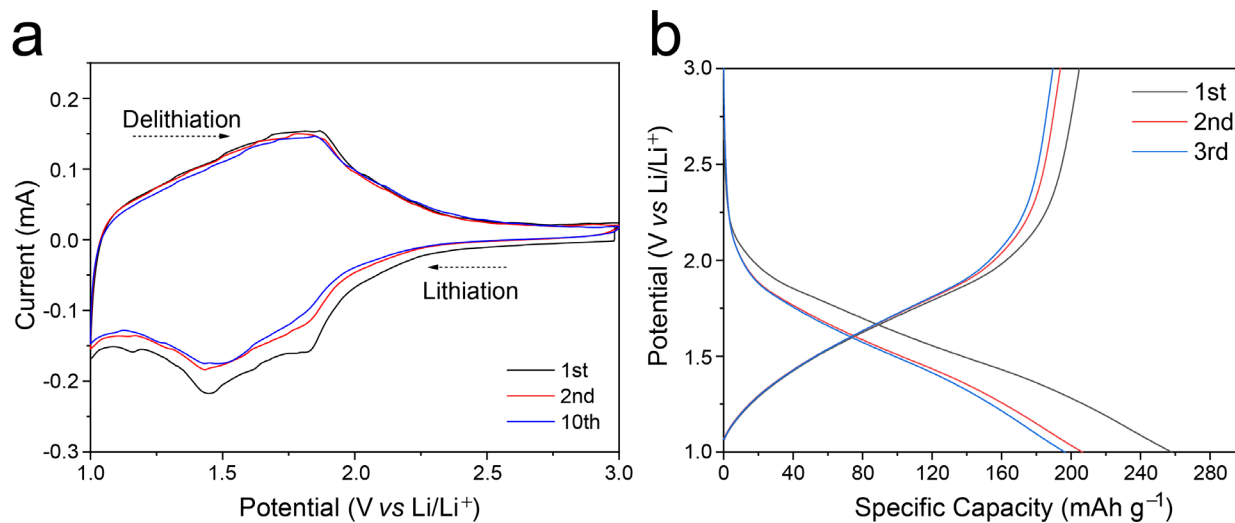 a
Current (mA)
0.2
0.1
0.0
-0.1
-0.2
-0.3
Delithiation
Lithiation
1st
2nd
10th
1.0 1.5 2.0 2.5 3.0
Potential (V vs Li/Li⁺)
b
Potential (V vs Li/Li⁺)
3.0
2.5
2.0
1.5
1.0
1st
2nd
3rd
0 40 80 120 160 200 240 280
Specific Capacity (mAh g⁻¹)